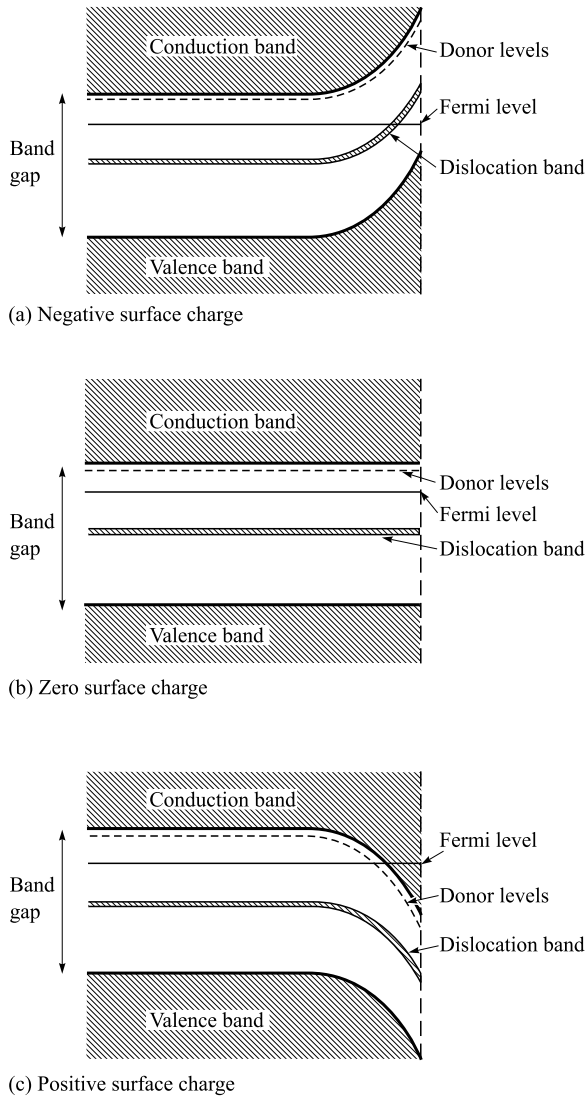 Conduction band
Donor levels
Fermi level
Band
gap
Dislocation band
Valence band
(a) Negative surface charge
Conduction band
Donor levels
Fermi level
Band
gap
Dislocation band
Valence band
(b) Zero surface charge
Conduction band
Fermi level
Band
gap
Donor levels
Dislocation band
Valence band
(c) Positive surface charge